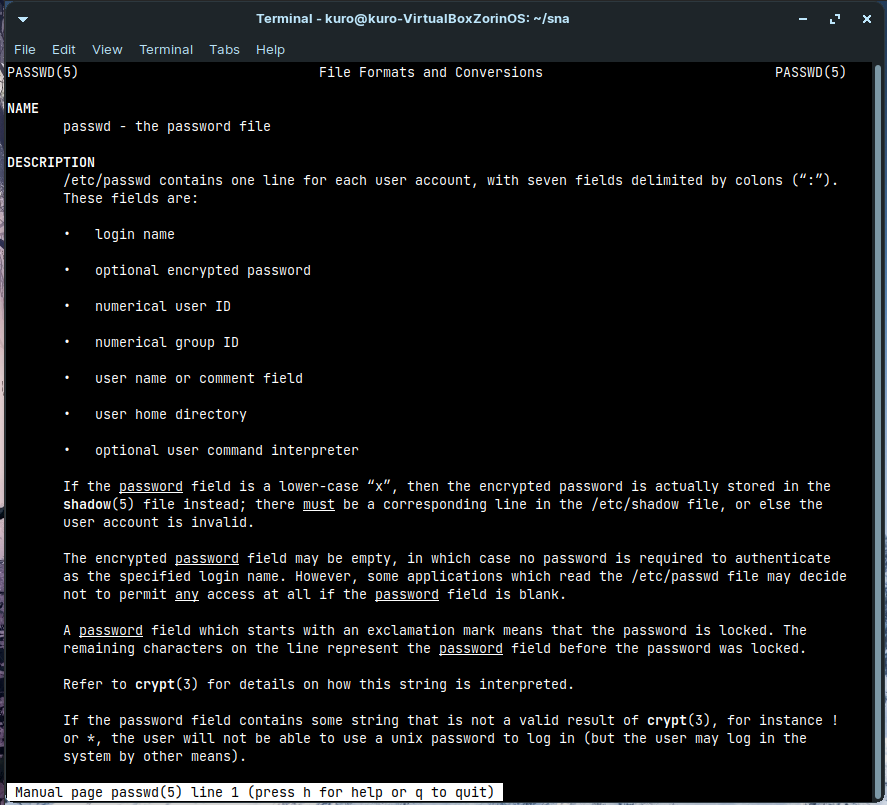 Terminal - kuro@kuro-VirtualBoxZorinOS: ~/sna
File Edit View Terminal Tabs Help
PASSWD(5) File Formats and Conversions PASSWD(5)
NAME
passwd - the password file
DESCRIPTION
/etc/passwd contains one line for each user account, with seven fields delimited by colons (“:”).
These fields are:
• login name
• optional encrypted password
• numerical user ID
• numerical group ID
• user name or comment field
• user home directory
• optional user command interpreter
If the password field is a lower-case “x”, then the encrypted password is actually stored in the
shadow(5) file instead; there must be a corresponding line in the /etc/shadow file, or else the
user account is invalid.
The encrypted password field may be empty, in which case no password is required to authenticate
as the specified login name. However, some applications which read the /etc/passwd file may decide
not to permit any access at all if the password field is blank.
A password field which starts with an exclamation mark means that the password is locked. The
remaining characters on the line represent the password field before the password was locked.
Refer to crypt(3) for details on how this string is interpreted.
If the password field contains some string that is not a valid result of crypt(3), for instance !
or *, the user will not be able to use a unix password to log in (but the user may log in the
system by other means).
Manual page passwd(5) line 1 (press h for help or q to quit)